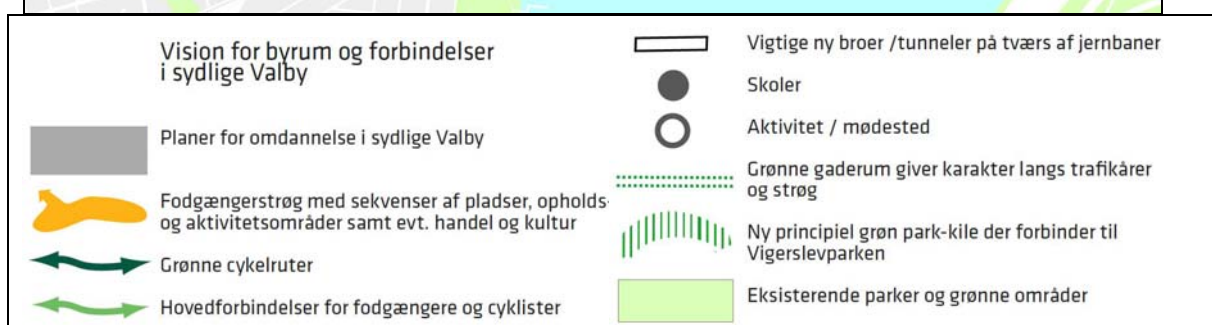 Vision for byrum og forbindelser
i sydlige Valby
Planer for omdannelse i sydlige Valby
Fodgængerstrøg med sekvenser af pladser, opholds-
og aktivitetsområder samt evt. handel og kultur
Grønne cykelruter
Hovedforbindelser for fodgængere og cyklister
Vigtige ny broer /tunneler på tværs af jernbaner
Skoler
Aktivitet / mødested
Grønne gaderum giver karakter langs trafikårer
og strøg
Ny principiel grøn park-kile der forbinder til
Vigerslevparken
Eksisterende parker og grønne områder